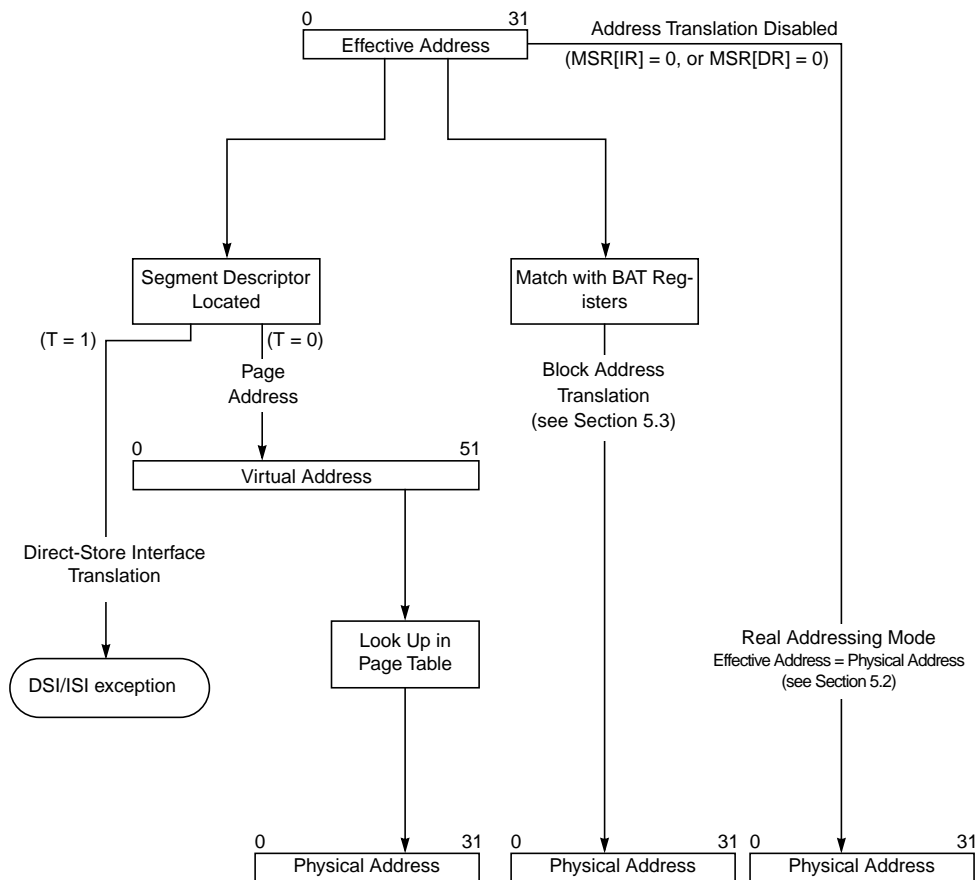 0 31
Effective Address
Address Translation Disabled
(MSR[IR] = 0, or MSR[DR] = 0)
Segment Descriptor
Located
Match with BAT Reg-
isters
(T = 1)
(T = 0)
Page
Address
Block Address
Translation
(see Section 5.3)
0 51
Virtual Address
Direct-Store Interface
Translation
Look Up in
Page Table
DSI/ISI exception
Real Addressing Mode
Effective Address = Physical Address
(see Section 5.2)
0 31
Physical Address
0 31
Physical Address
0 31
Physical Address